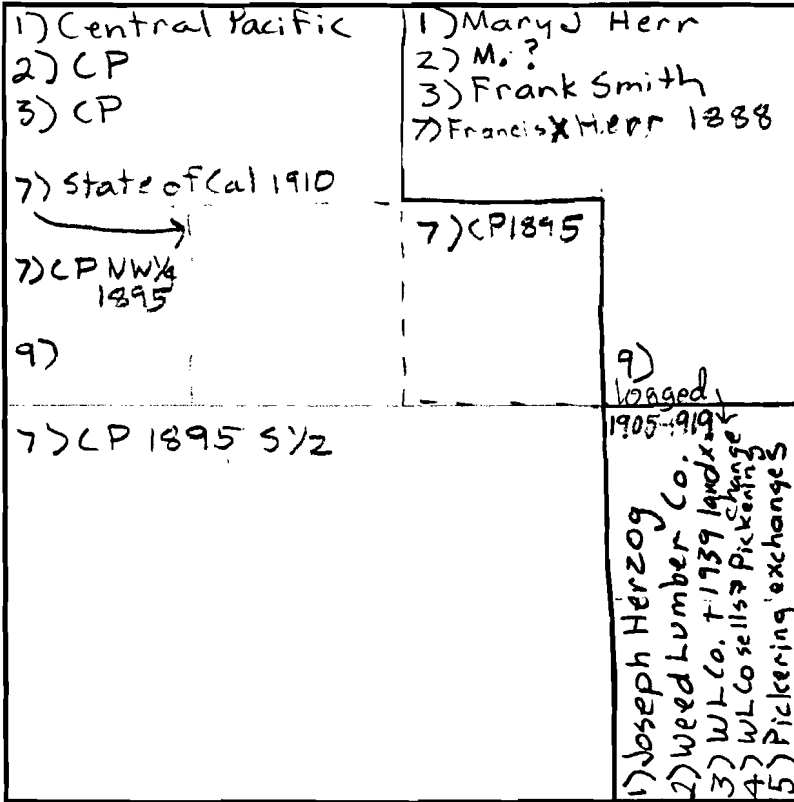 1) Central Pacific
2) CP
3) CP
7) State of Cal 1910
7) CP NW¼
1895
9)
1) Mary J Herr
2) M. ?
3) Frank Smith
7) Francis X Herr 1888
7) CP 1895
9)
logged
1905-1919
7) CP 1895 S½
1) Joseph Herzog
2) Weed Lumber Co.
3) WL Co. + 1939 land x
change
4) WL Co sells → Pickering
5) Pickering exchanges